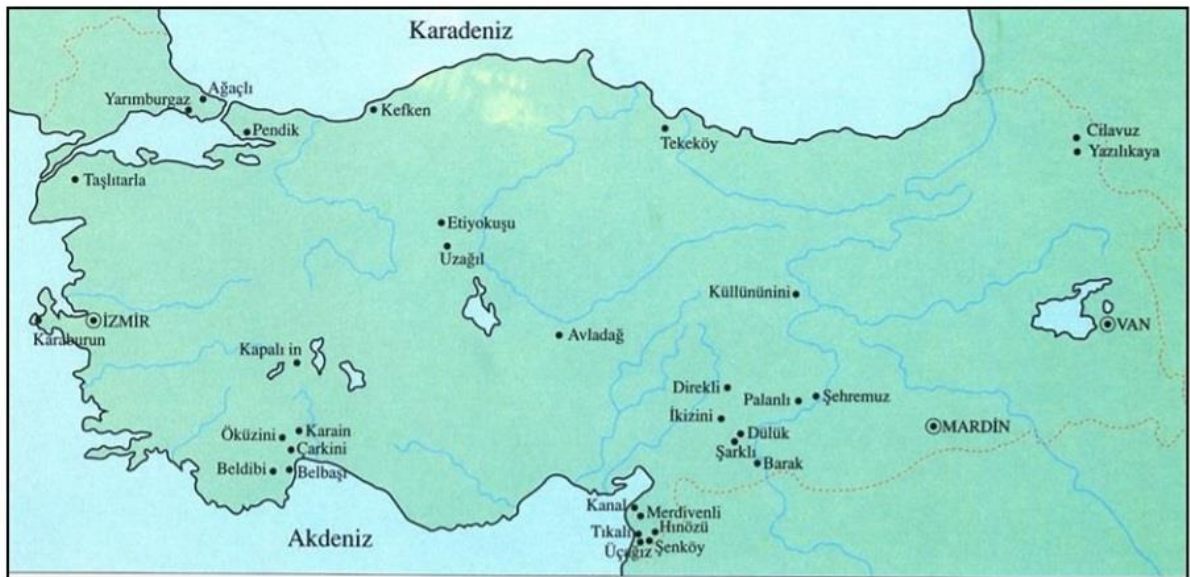 Karadeniz
Ağaçlı
Yarımburgaz
Kefken
Pendik
Tekeköy
Cilavuz
Yazılıkaya
Taşlıtarla
Etiyokuşu
Uzağıl
Küllününini
İZMİR
Karaburun
VAN
Avladağ
Kapalı in
Direkli
Palanlı
Şehremuz
İkizini
Öküzini
Karain
Çarkini
Dülük
MARDİN
Şarklı
Beldibi
Belbaşı
Barak
Kanal
Merdivenli
Tıkalı
Hınözü
Üçağız
Şenköy
Akdeniz